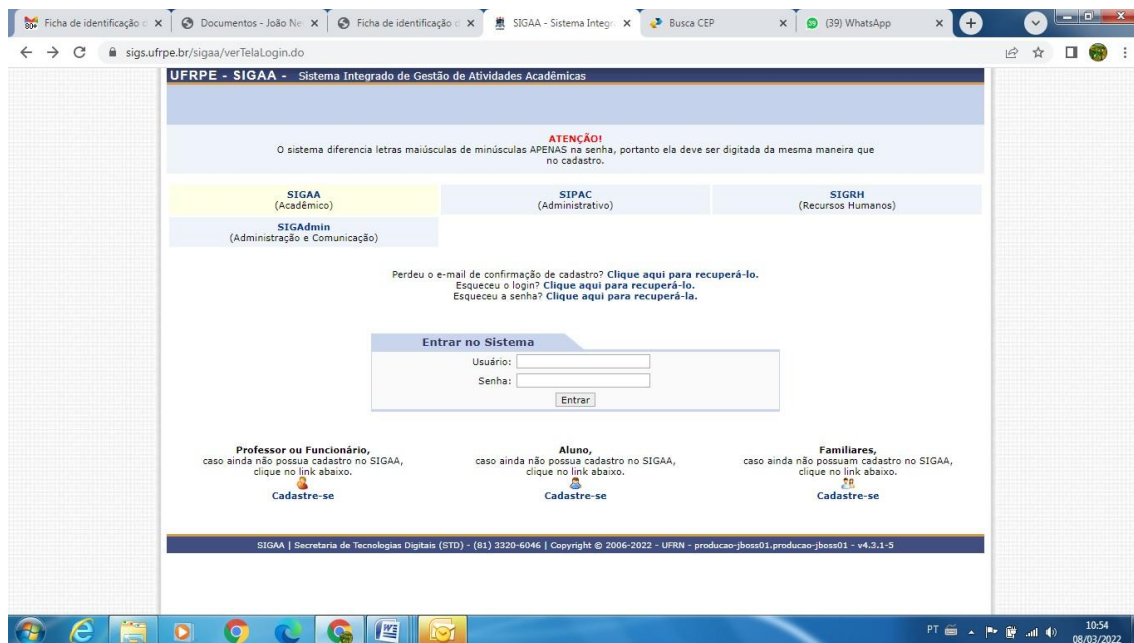 Ficha de identificação d
Documentos - João Ne
Ficha de identificação d
SIGAA - Sistema Integr
Busca CEP
(39) WhatsApp
sigs.ufrpe.br/sigaa/verTelaLogin.do
UFRPE - SIGAA - Sistema Integrado de Gestão de Atividades Acadêmicas
ATENÇÃO!
O sistema diferencia letras maiúsculas de minúsculas APENAS na senha, portanto ela deve ser digitada da mesma maneira que
no cadastro.
SIGAA
(Acadêmico)
SIPAC
(Administrativo)
SIGRH
(Recursos Humanos)
SIGAdmin
(Administração e Comunicação)
Perdeu o e-mail de confirmação de cadastro? Clique aqui para recuperá-lo.
Esqueceu o login? Clique aqui para recuperá-lo.
Esqueceu a senha? Clique aqui para recuperá-la.
Entrar no Sistema
Usuário:
Senha:
Entrar
Professor ou Funcionário,
caso ainda não possua cadastro no SIGAA,
clique no link abaixo.
Cadastre-se
Aluno,
caso ainda não possua cadastro no SIGAA,
clique no link abaixo.
Cadastre-se
Familiares,
caso ainda não possuam cadastro no SIGAA,
clique no link abaixo.
Cadastre-se
SIGAA | Secretaria de Tecnologias Digitais (STD) - (81) 3320-6046 | Copyright © 2006-2022 - UFRN - producao-jboss01.producao-jboss01 - v4.3.1-5
PT
10:54
08/03/2022